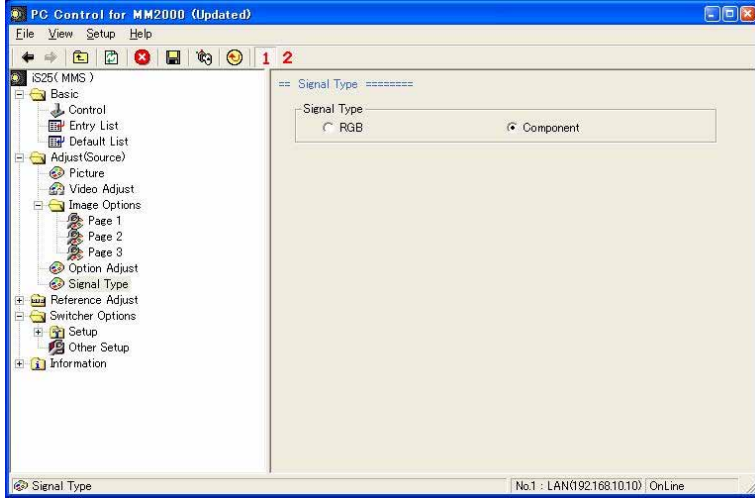 PC Control for MM2000 (Updated)
File View Setup Help
1 2
iS25( MMS )
Basic
Control
Entry List
Default List
Adjust(Source)
Picture
Video Adjust
Image Options
Page 1
Page 2
Page 3
Option Adjust
Signal Type
Reference Adjust
Switcher Options
Setup
Other Setup
Information
== Signal Type ========
Signal Type
RGB Component
Signal Type
No.1 : LAN(192.168.10.10) OnLine